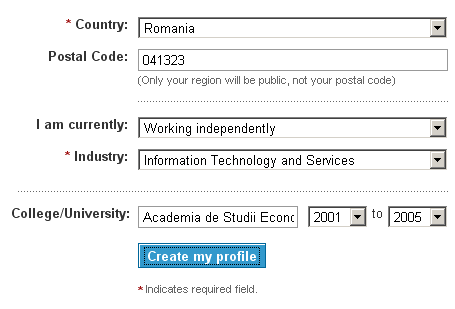 * Country: Romania
Postal Code: 041323
(Only your region will be public, not your postal code)
I am currently: Working independently
* Industry: Information Technology and Services
College/University: Academia de Studii Econo 2001 to 2005
Create my profile
* Indicates required field.